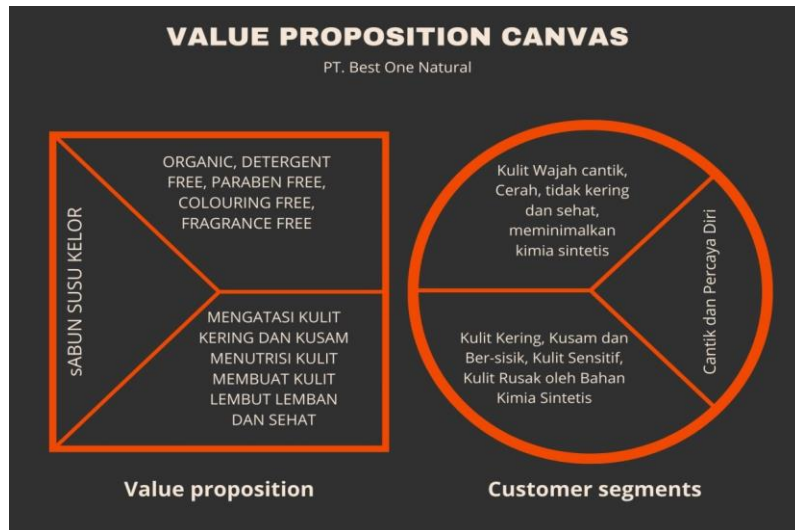 VALUE PROPOSITION CANVAS
PT. Best One Natural
ORGANIC, DETERGENT
FREE, PARABEN FREE,
COLOURING FREE,
FRAGRANCE FREE
sABUN SUSU KELOR
MENGATASI KULIT
KERING DAN KUSAM
MENUTRISI KULIT
MEMBUAT KULIT
LEMBUT LEMBAN
DAN SEHAT
Value proposition
Kulit Wajah cantik,
Cerah, tidak kering
dan sehat,
meminimalkan
kimia sintetis
Cantik dan Percaya Diri
Kulit Kering, Kusam dan
Ber-sisik, Kulit Sensitif,
Kulit Rusak oleh Bahan
Kimia Sintetis
Customer segments